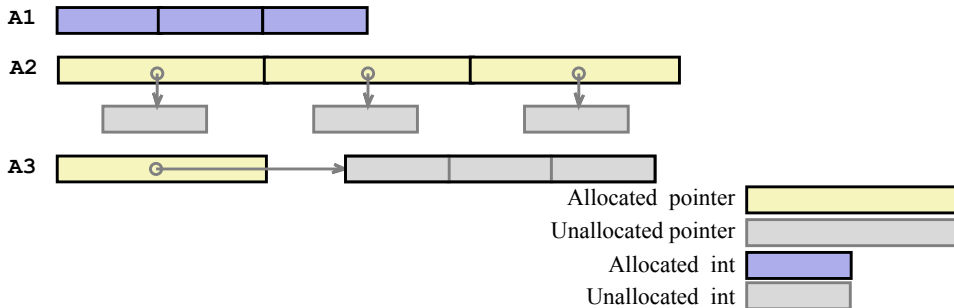 A1
A2
A3
Allocated pointer
Unallocated pointer
Allocated int
Unallocated int